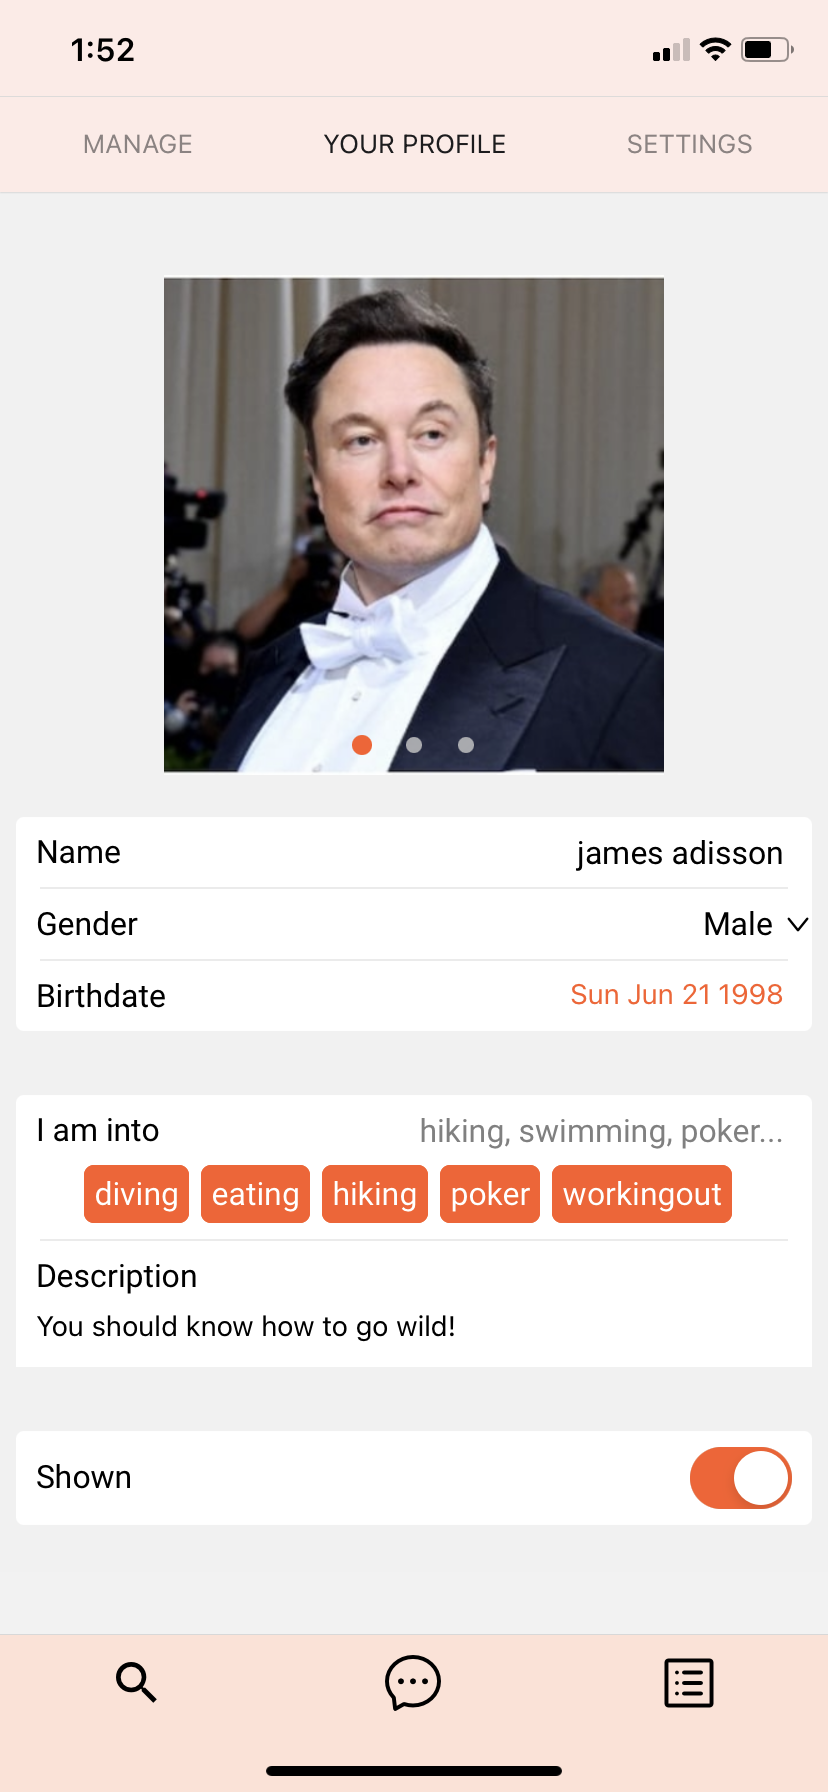 1:52
MANAGE YOUR PROFILE SETTINGS
Name james adisson
Gender Male
Birthdate Sun Jun 21 1998
I am into hiking, swimming, poker...
diving eating hiking poker workingout
Description
You should know how to go wild!
Shown